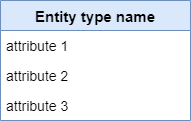 Entity type name
attribute 1
attribute 2
attribute 3